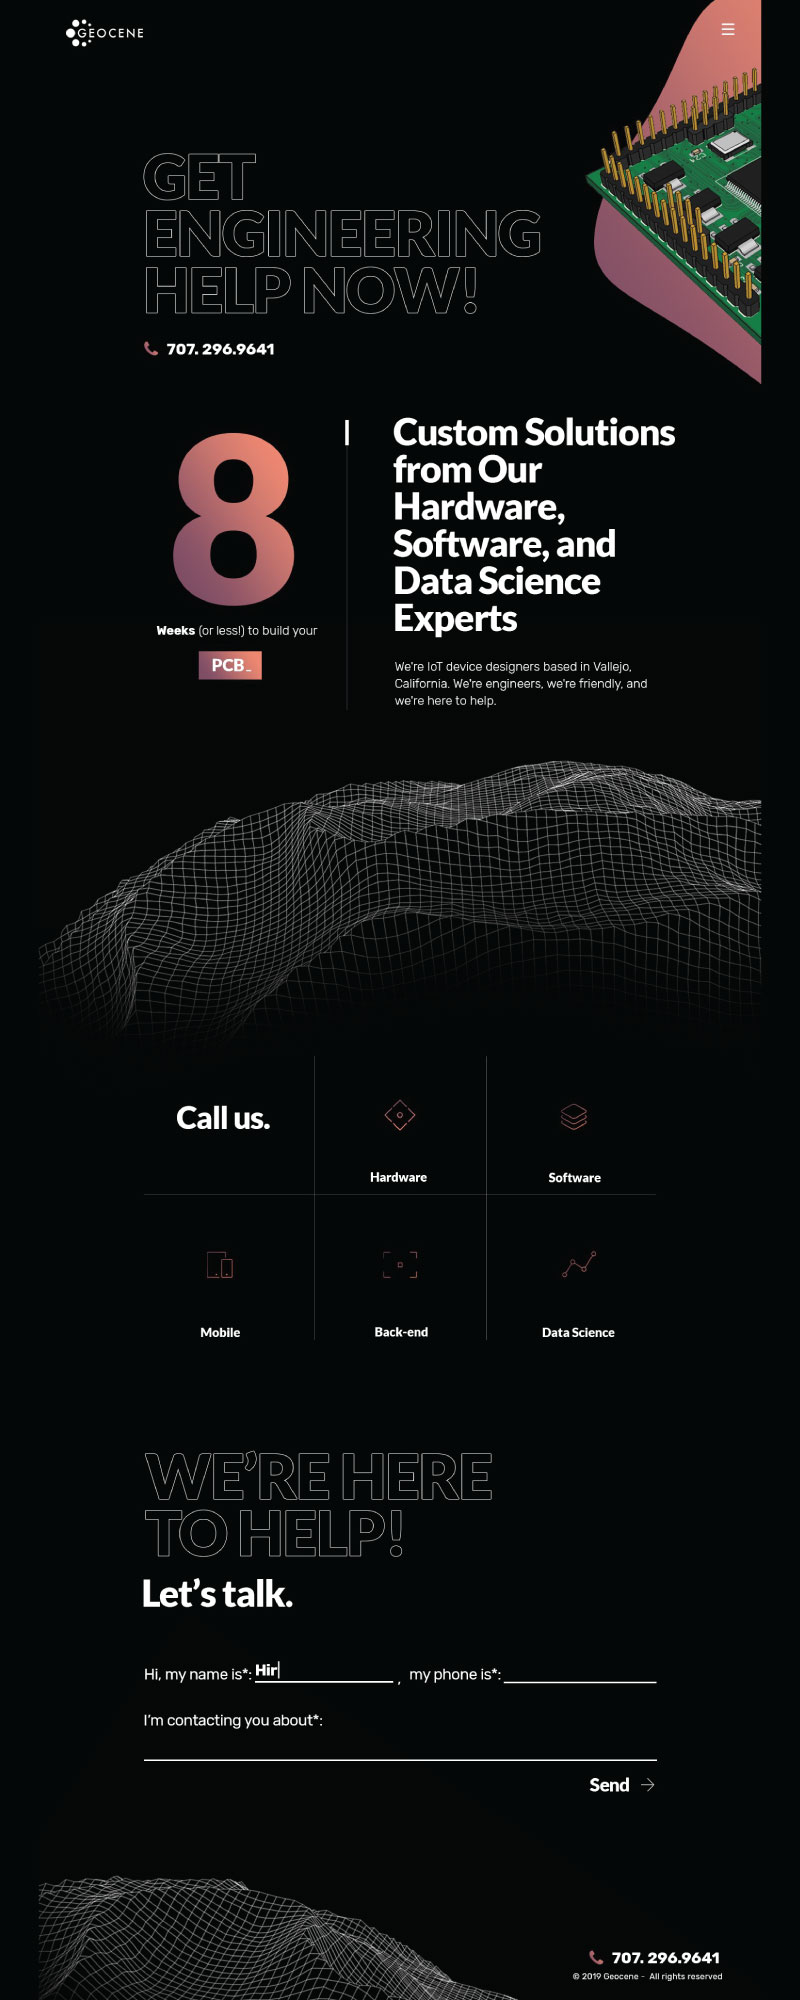 GEOCENE
GET
ENGINEERING
HELP NOW!
707. 296.9641
8
Weeks (or less!) to build your
PCB_
Custom Solutions
from Our
Hardware,
Software, and
Data Science
Experts
We're IoT device designers based in Vallejo,
California. We're engineers, we're friendly, and
we're here to help.
Call us.
Hardware
Software
Mobile
Back-end
Data Science
WE'RE HERE
TO HELP!
Let's talk.
Hi, my name is*: Hir , my phone is*:
I'm contacting you about*:
Send
707. 296.9641
© 2019 Geocene - All rights reserved